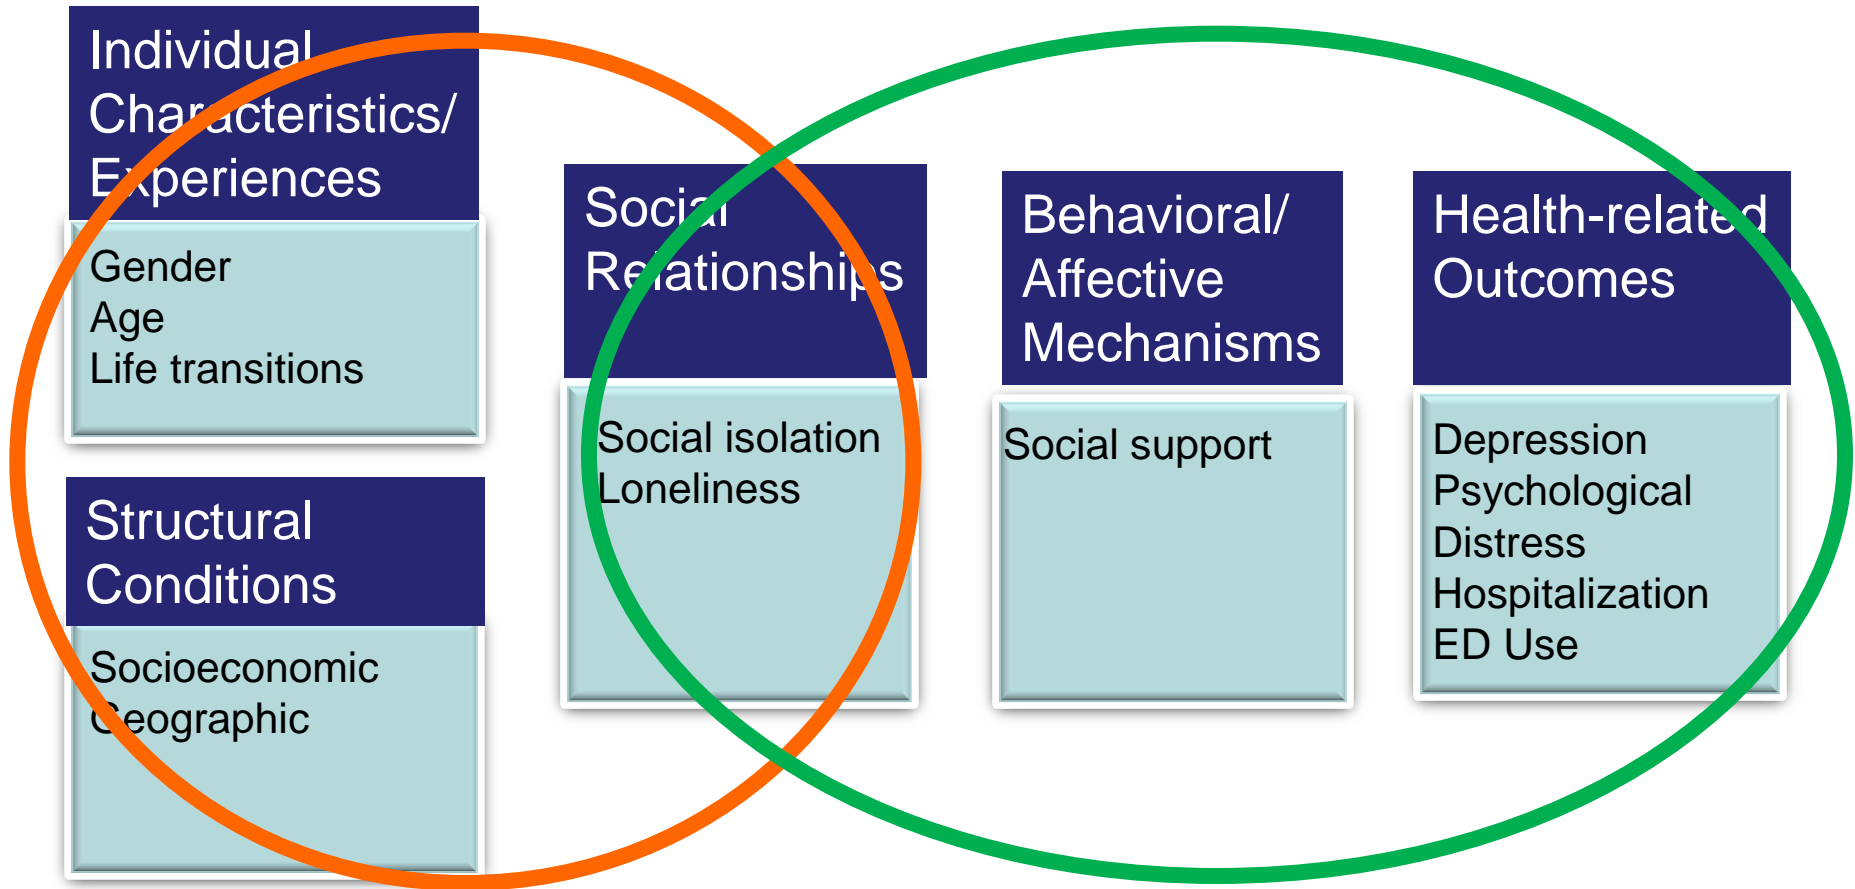 Individual
Characteristics/
Experiences
Gender
Age
Life transitions
Structural
Conditions
Socioeconomic
Geographic
Social
Relationships
Social isolation
Loneliness
Behavioral/
Affective
Mechanisms
Social support
Health-related
Outcomes
Depression
Psychological
Distress
Hospitalization
ED Use